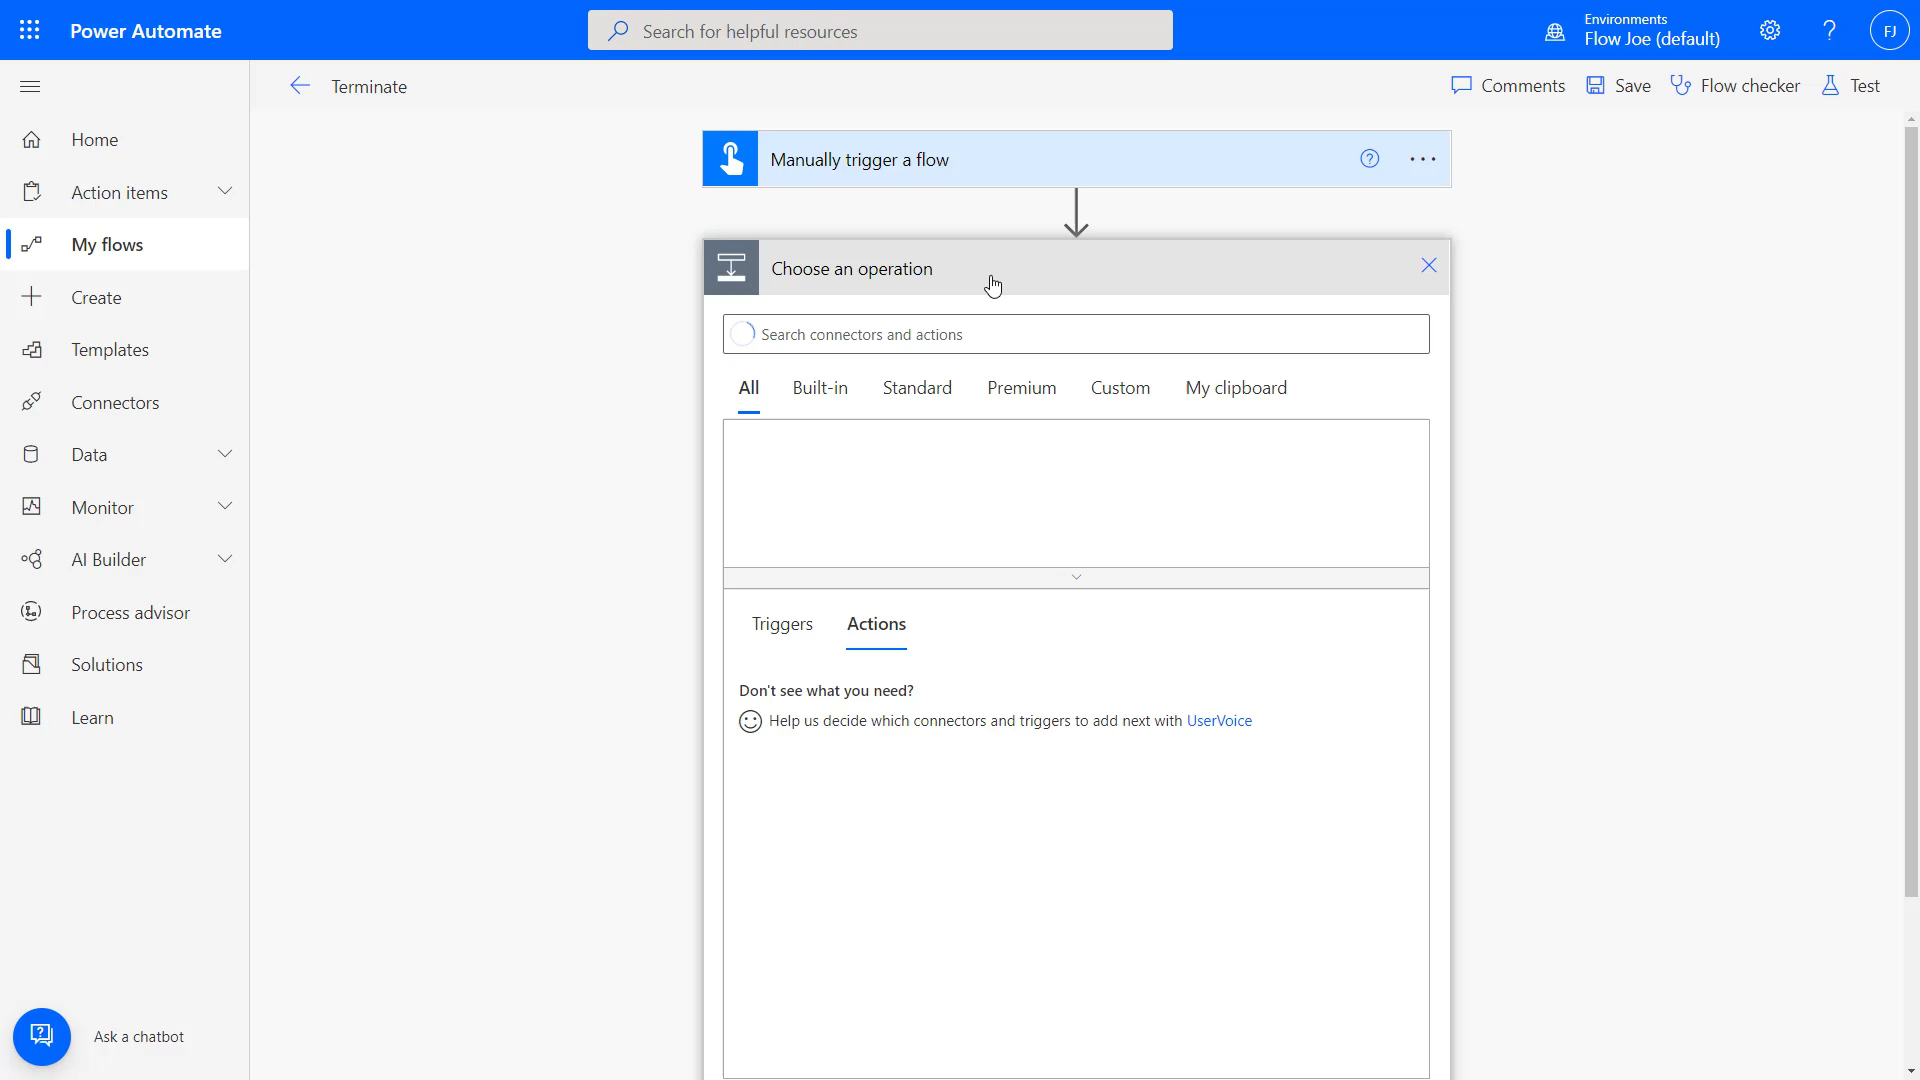 Power Automate
Search for helpful resources
Environments
Flow Joe (default)
?
FJ
Terminate
Comments
Save
Flow checker
Test
Home
Action items
My flows
Create
Templates
Connectors
Data
Monitor
AI Builder
Process advisor
Solutions
Learn
Ask a chatbot
Manually trigger a flow
Choose an operation
Search connectors and actions
All Built-in Standard Premium Custom My clipboard
Triggers Actions
Don't see what you need?
Help us decide which connectors and triggers to add next with UserVoice